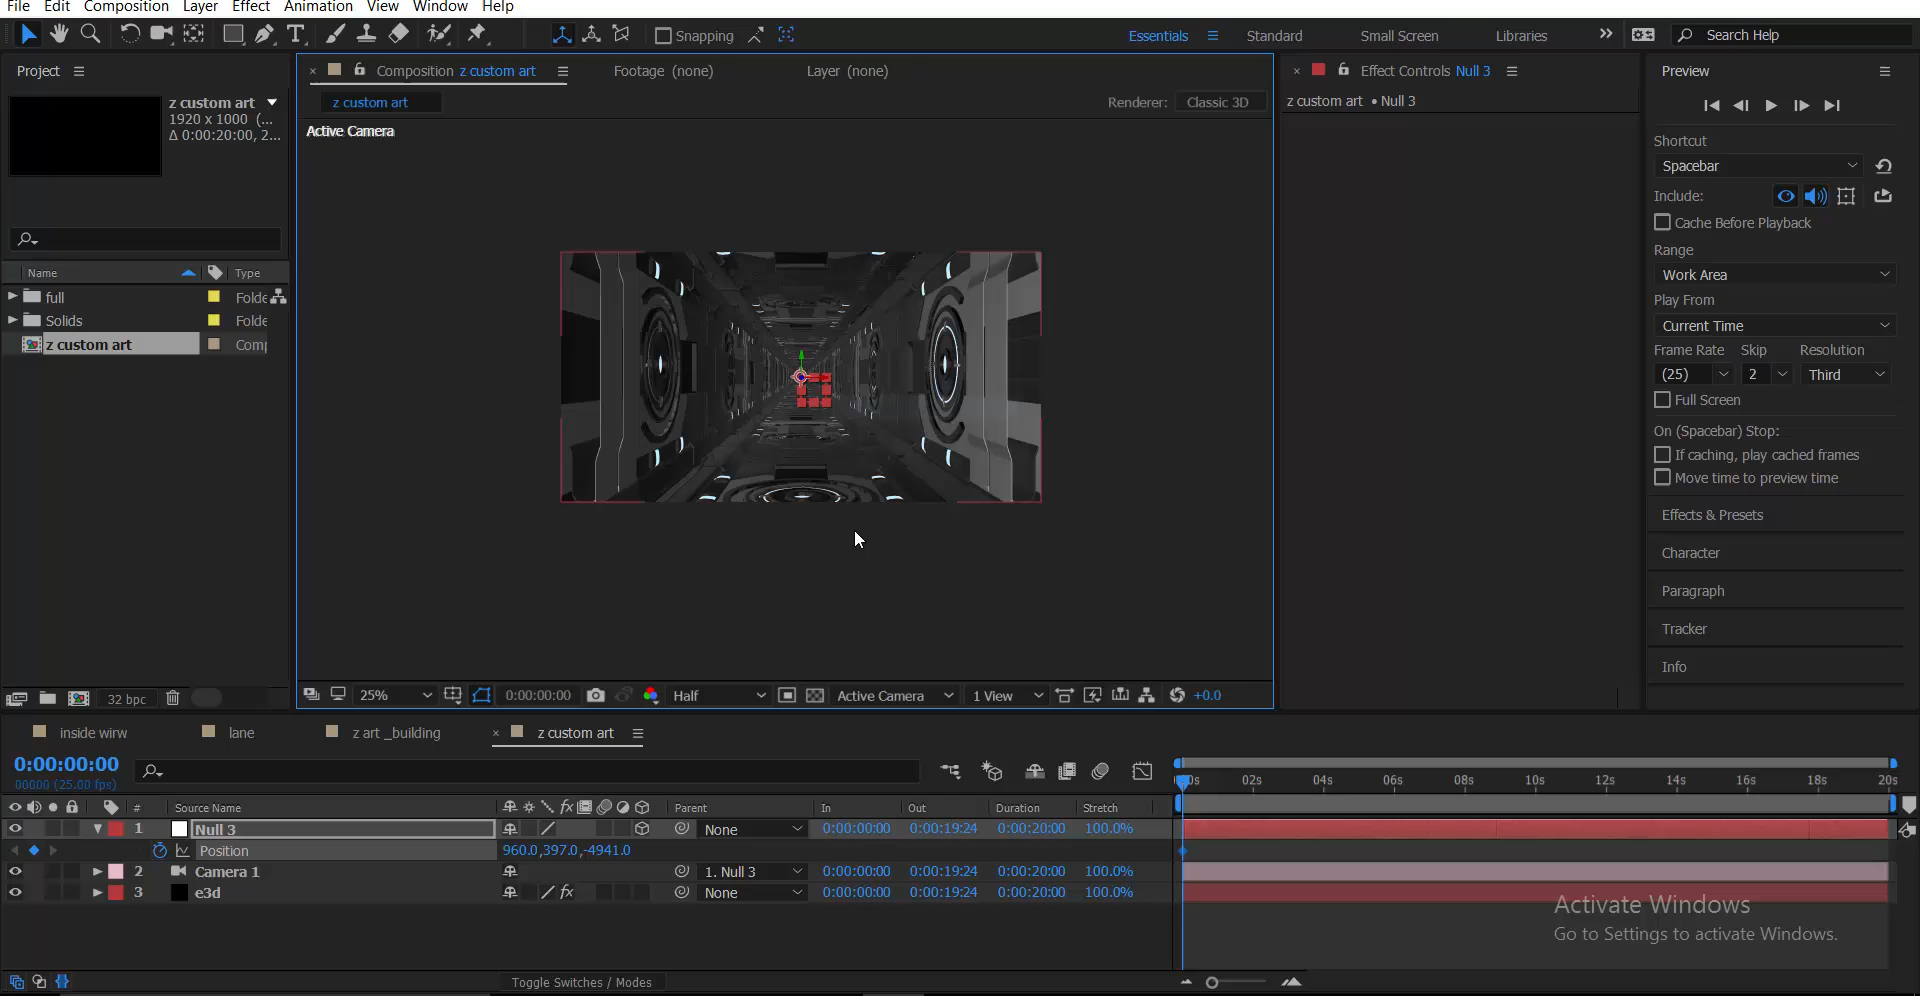 File Edit Composition Layer Effect Animation View Window Help
Snapping
Essentials Standard Small Screen Libraries Search Help
Project
Composition z custom art
Footage (none)
Layer (none)
Effect Controls Null 3
Preview
z custom art
1920 x 1000 (...
Δ 0:00:20:00, 2...
z custom art
Renderer: Classic 3D
z custom art • Null 3
Active Camera
Shortcut
Spacebar
Include:
Cache Before Playback
Range
Work Area
Play From
Current Time
Frame Rate Skip Resolution
(25) 2 Third
Full Screen
On (Spacebar) Stop:
If caching, play cached frames
Move time to preview time
Effects & Presets
Character
Paragraph
Tracker
Info
Name Type
full Folde
Solids Folde
z custom art Comp
32 bpc
25% 0:00:00:00 Half Active Camera 1 View +0.0
inside wirw lane z art _building z custom art
0:00:00:00
00000 (25.00 fps)
02s 04s 06s 08s 10s 12s 14s 16s 18s 20s
# Source Name Parent In Out Duration Stretch
1 Null 3 None 0:00:00:00 0:00:19:24 0:00:20:00 100.0%
Position 960.0,397.0,-4941.0
2 Camera 1 1. Null 3 0:00:00:00 0:00:19:24 0:00:20:00 100.0%
3 e3d fx None 0:00:00:00 0:00:19:24 0:00:20:00 100.0%
Activate Windows
Go to Settings to activate Windows.
Toggle Switches / Modes